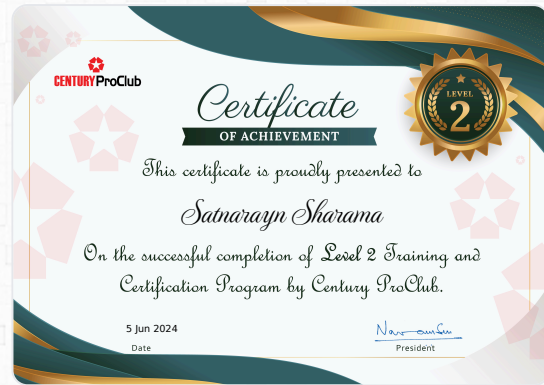 CENTURY ProClub
Certificate
OF ACHIEVEMENT
LEVEL
2
This certificate is proudly presented to
Satnarayn Sharama
On the successful completion of Level 2 Training and
Certification Program by Century ProClub.
5 Jun 2024
Date
President